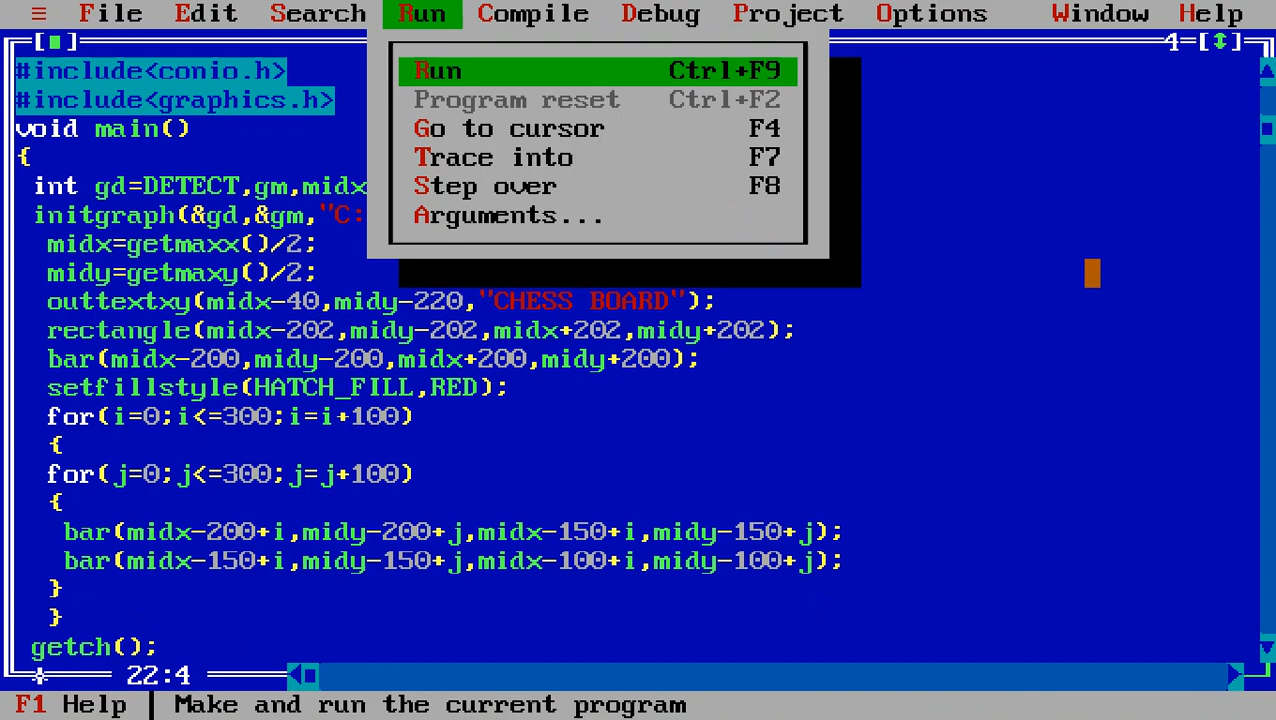 ≡ File Edit Search Run Compile Debug Project Options Window Help
[■] 4=[↕]
#include<conio.h>
#include<graphics.h>
void main()
{
int gd=DETECT,gm,midx
initgraph(&gd,&gm,"C:
midx=getmaxx()/2;
midy=getmaxy()/2;
outtextxy(midx-40,midy-220,"CHESS BOARD");
rectangle(midx-202,midy-202,midx+202,midy+202);
bar(midx-200,midy-200,midx+200,midy+200);
setfillstyle(HATCH_FILL,RED);
for(i=0;i<=300;i=i+100)
{
for(j=0;j<=300;j=j+100)
{
bar(midx-200+i,midy-200+j,midx-150+i,midy-150+j);
bar(midx-150+i,midy-150+j,midx-100+i,midy-100+j);
}
}
getch();
Run Ctrl+F9
Program reset Ctrl+F2
Go to cursor F4
Trace into F7
Step over F8
Arguments...
22:4
F1 Help | Make and run the current program